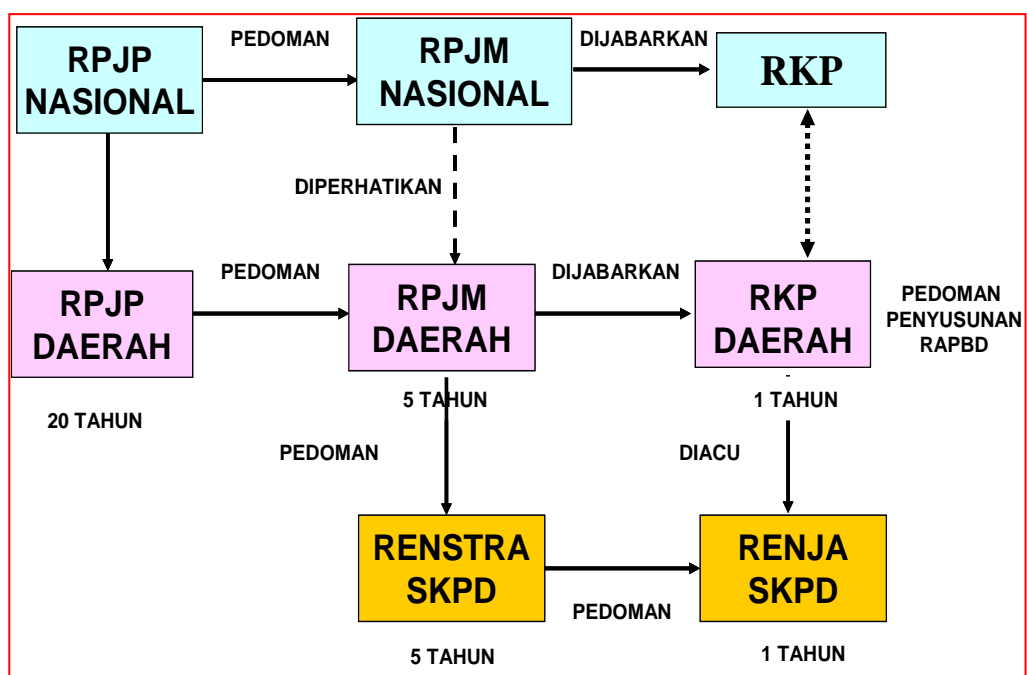 PEDOMAN
DIJABARKAN
RPJP
NASIONAL
RPJM
NASIONAL
RKP
DIPERHATIKAN
PEDOMAN
DIJABARKAN
RPJP
DAERAH
RPJM
DAERAH
RKP
DAERAH
PEDOMAN
PENYUSUNAN
RAPBD
20 TAHUN
5 TAHUN
1 TAHUN
PEDOMAN
DIACU
RENSTRA
SKPD
RENJA
SKPD
PEDOMAN
5 TAHUN
1 TAHUN